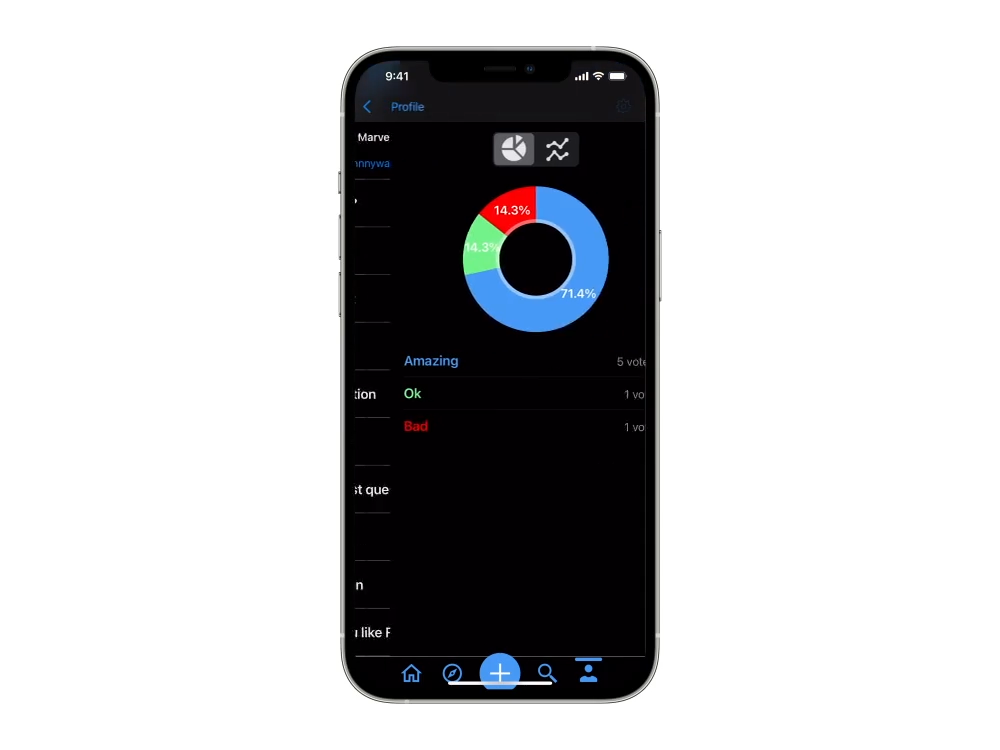 9:41
Profile
Marve
nnywa
14.3%
14.3%
71.4%
Amazing
5 vote
Ok
1 vo
Bad
1 vo
tion
st que
n
u like F